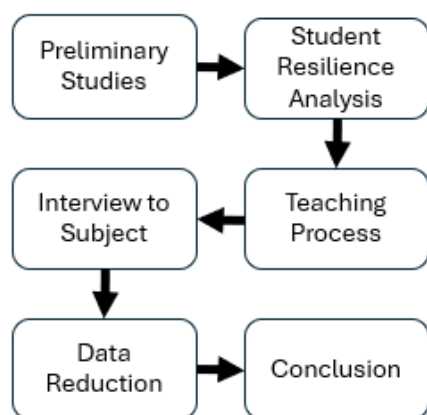 Preliminary
Studies
Student
Resilience
Analysis
Teaching
Process
Interview to
Subject
Data
Reduction
Conclusion